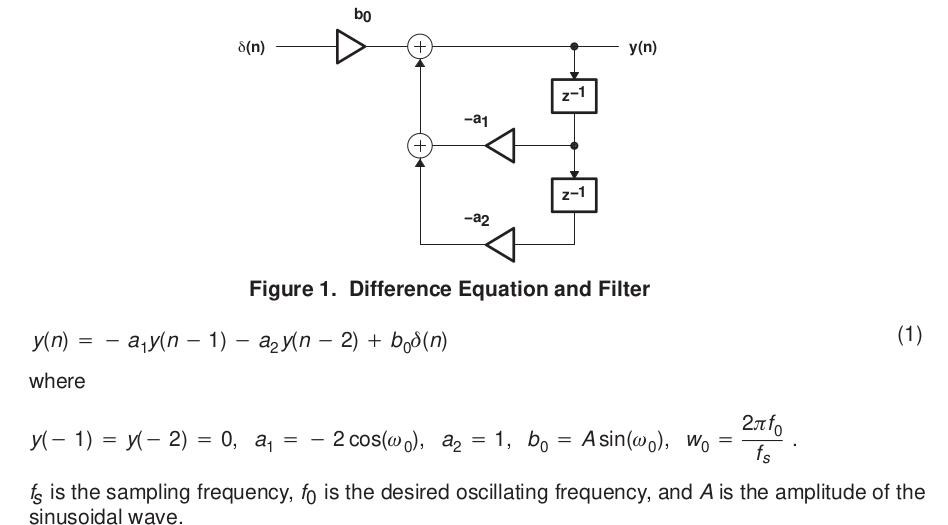 b0
δ(n)
y(n)
z–1
–a1
z–1
–a2
Figure 1. Difference Equation and Filter
y(n) = – a1y(n – 1) – a2y(n – 2) + b0δ(n) (1)
where
y(– 1) = y(– 2) = 0, a1 = – 2 cos(ω0), a2 = 1, b0 = A sin(ω0), w0 = 2πf0 / fs .
fs is the sampling frequency, f0 is the desired oscillating frequency, and A is the amplitude of the
sinusoidal wave.